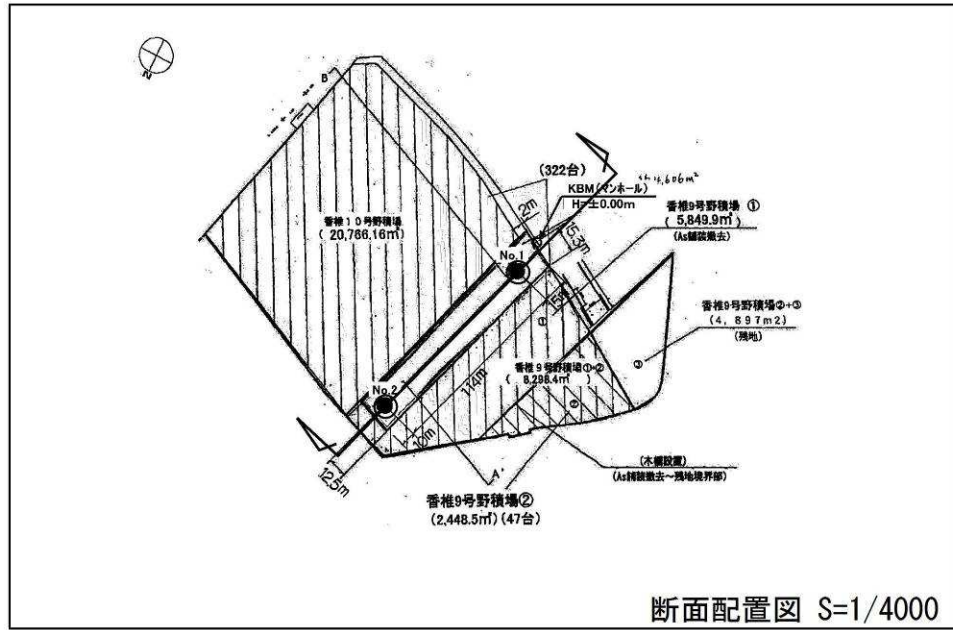 N
B
(322台)
KBM(マンホール)
H=±0.00m
2m
香椎9号野積場 ①
( 5,849.9㎡ )
(As舗装撤去)
香椎10号野積場
( 20,766.16㎡ )
No.1
5.3m
15m
①
香椎9号野積場②+③
(4,897m2)
(残地)
③
香椎9号野積場①+②
( 8,298.4㎡ )
114m
②
No.2
10m
12.5m
A
(木柵設置)
(As舗装撤去～残地境界部)
香椎9号野積場②
(2,448.5㎡)(47台)
断面配置図 S=1/4000